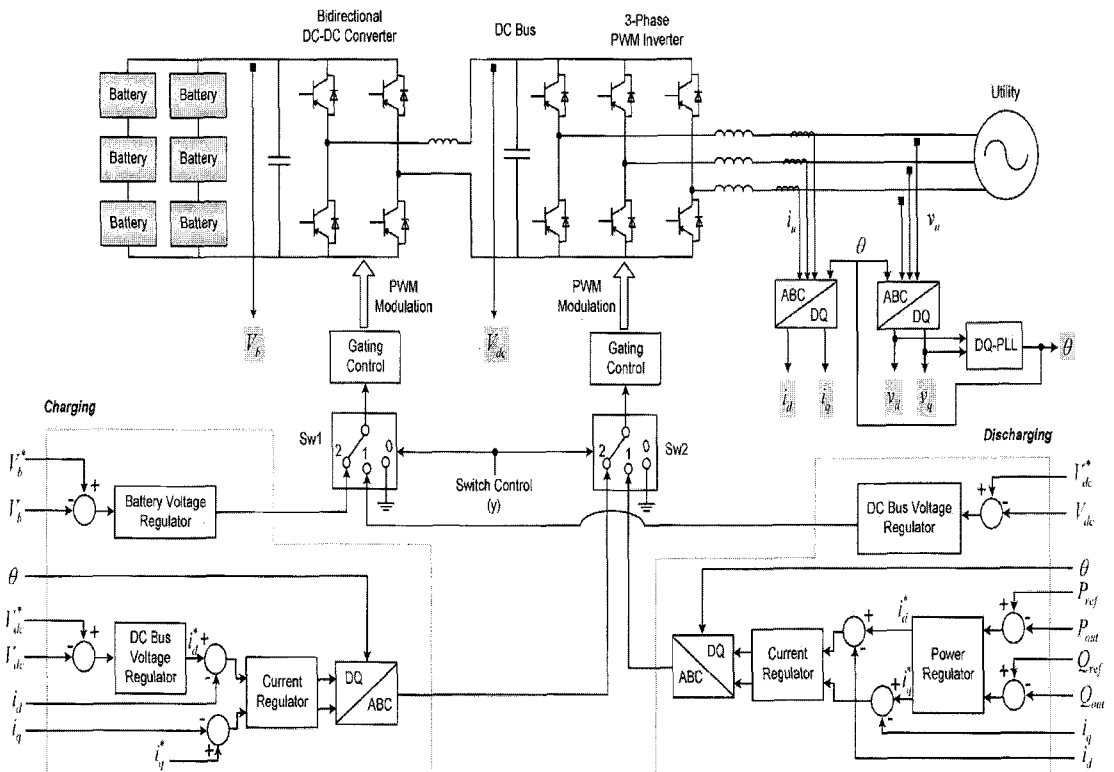 Bidirectional
DC-DC Converter
DC Bus
3-Phase
PWM Inverter
Utility
Battery
Battery
Battery
Battery
Battery
Battery
i_u
v_u
θ
ABC
DQ
ABC
DQ
DQ-PLL
θ
PWM
Modulation
PWM
Modulation
V_b
V_dc
Gating
Control
Gating
Control
i_d
i_q
v_d
v_q
Charging
Discharging
Sw1
2
1
0
Switch Control
(y)
2
1
0
Sw2
V_b^*
+
-
V_b
Battery Voltage
Regulator
DC Bus Voltage
Regulator
V_dc^*
+
-
V_dc
θ
V_dc^*
+
-
V_dc
DC Bus
Voltage
Regulator
i_d^*
+
-
i_d
i_q
-
+
i_q^*
Current
Regulator
DQ
ABC
θ
DQ
ABC
Current
Regulator
+
-
i_d^*
+
-
i_q^*
Power
Regulator
P_ref
+
-
P_out
Q_ref
+
-
Q_out
i_q
i_d